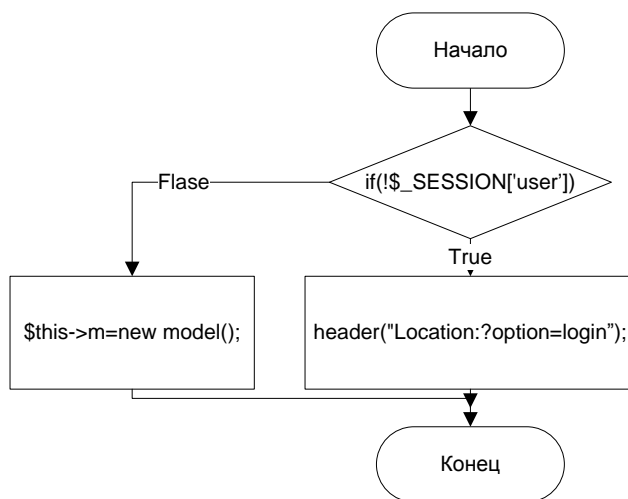 Начало
if(!$_SESSION['user’])
Flase
True
$this->m=new model();
header("Location:?option=login”);
Конец